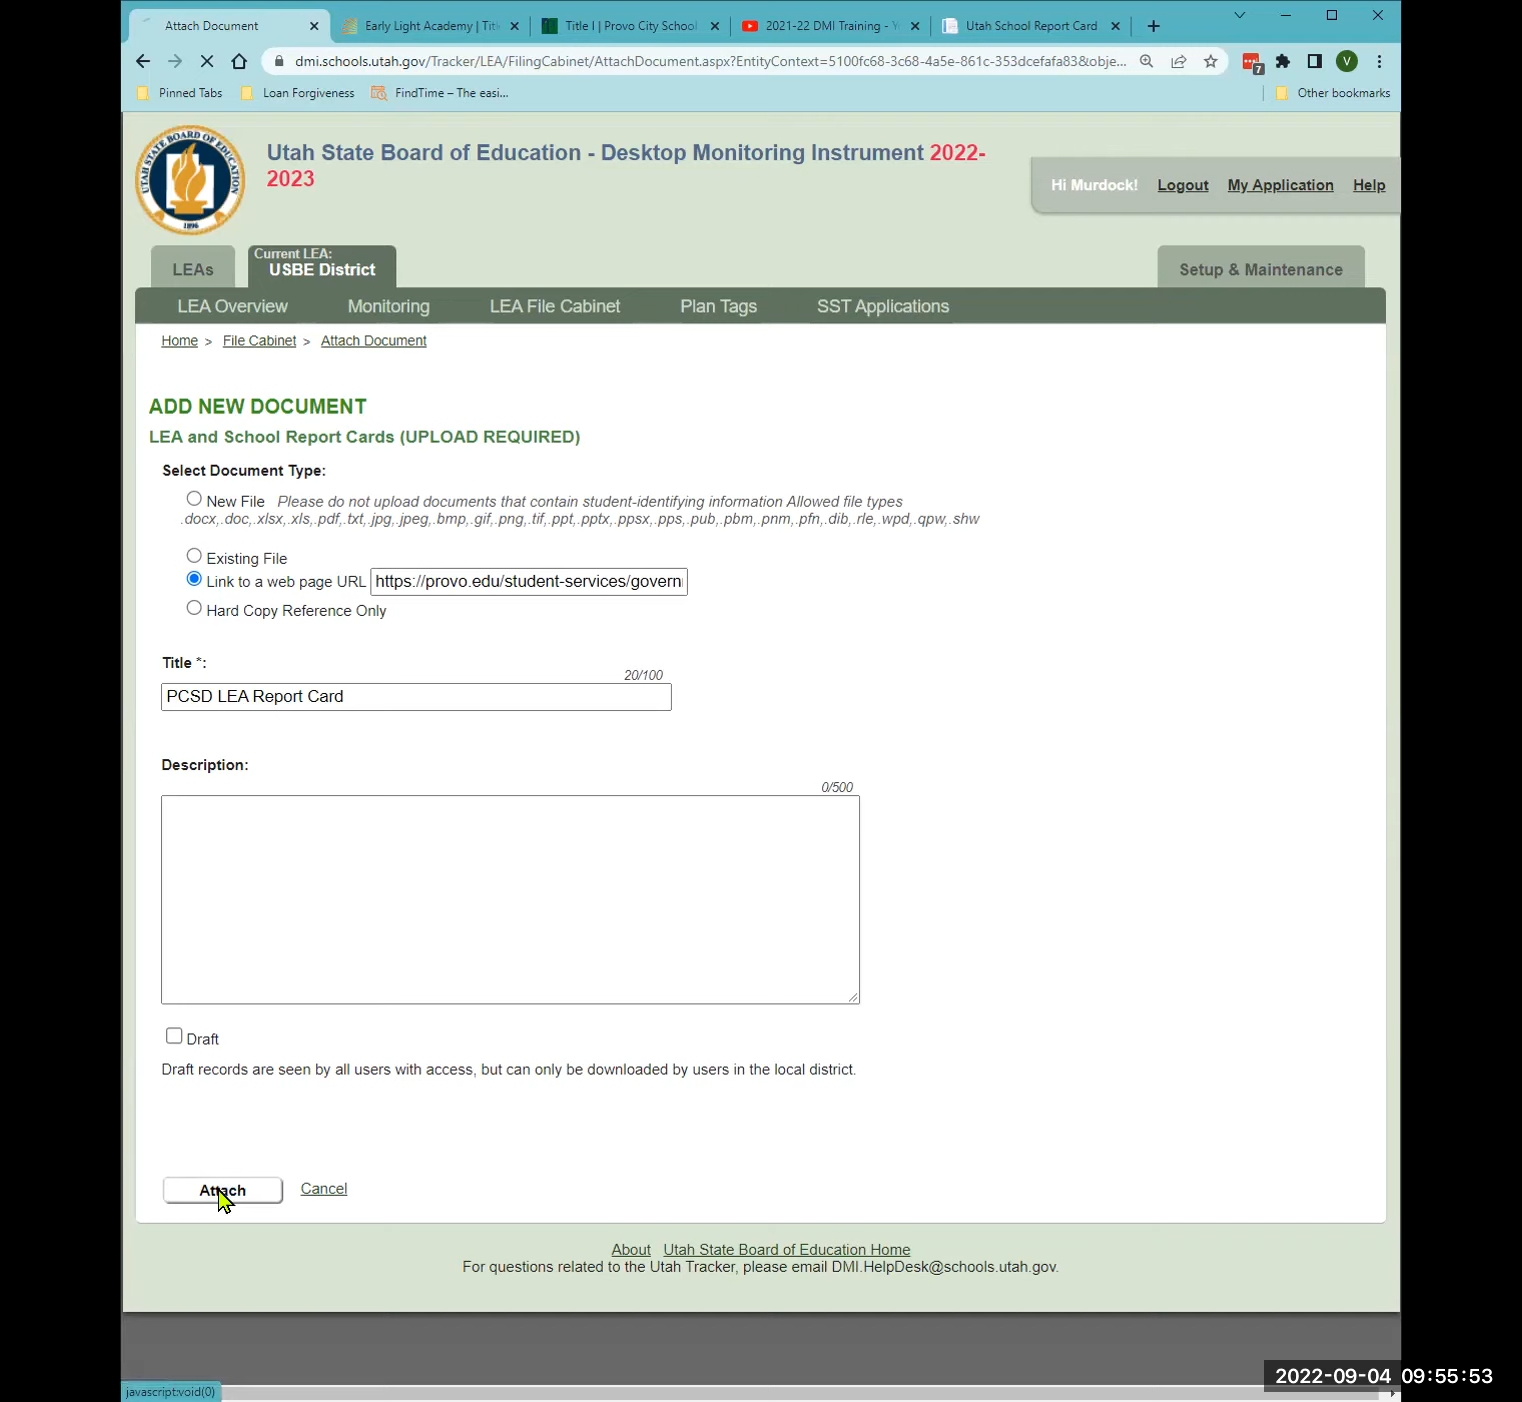 Attach Document
Early Light Academy | Titl
Title I | Provo City School
2021-22 DMI Training - Y
Utah School Report Card
dmi.schools.utah.gov/Tracker/LEA/FilingCabinet/AttachDocument.aspx?EntityContext=5100fc68-3c68-4a5e-861c-353dcefafa83&obje...
7
V
Pinned Tabs
Loan Forgiveness
FindTime – The easi...
Other bookmarks
UTAH STATE BOARD OF EDUCATION
1896
Utah State Board of Education - Desktop Monitoring Instrument 2022-
2023
Hi Murdock! Logout My Application Help
LEAs
Current LEA:
USBE District
Setup & Maintenance
LEA Overview Monitoring LEA File Cabinet Plan Tags SST Applications
Home > File Cabinet > Attach Document
ADD NEW DOCUMENT
LEA and School Report Cards (UPLOAD REQUIRED)
Select Document Type:
New File Please do not upload documents that contain student-identifying information Allowed file types
.docx,.doc,.xlsx,.xls,.pdf,.txt,.jpg,.jpeg,.bmp,.gif,.png,.tif,.ppt,.pptx,.ppsx,.pps,.pub,.pbm,.pnm,.pfn,.dib,.rle,.wpd,.qpw,.shw
Existing File
Link to a web page URL https://provo.edu/student-services/govern
Hard Copy Reference Only
Title *:
20/100
PCSD LEA Report Card
Description:
0/500
Draft
Draft records are seen by all users with access, but can only be downloaded by users in the local district.
Attach Cancel
About Utah State Board of Education Home
For questions related to the Utah Tracker, please email DMI.HelpDesk@schools.utah.gov.
2022-09-04 09:55:53
javascript:void(0)